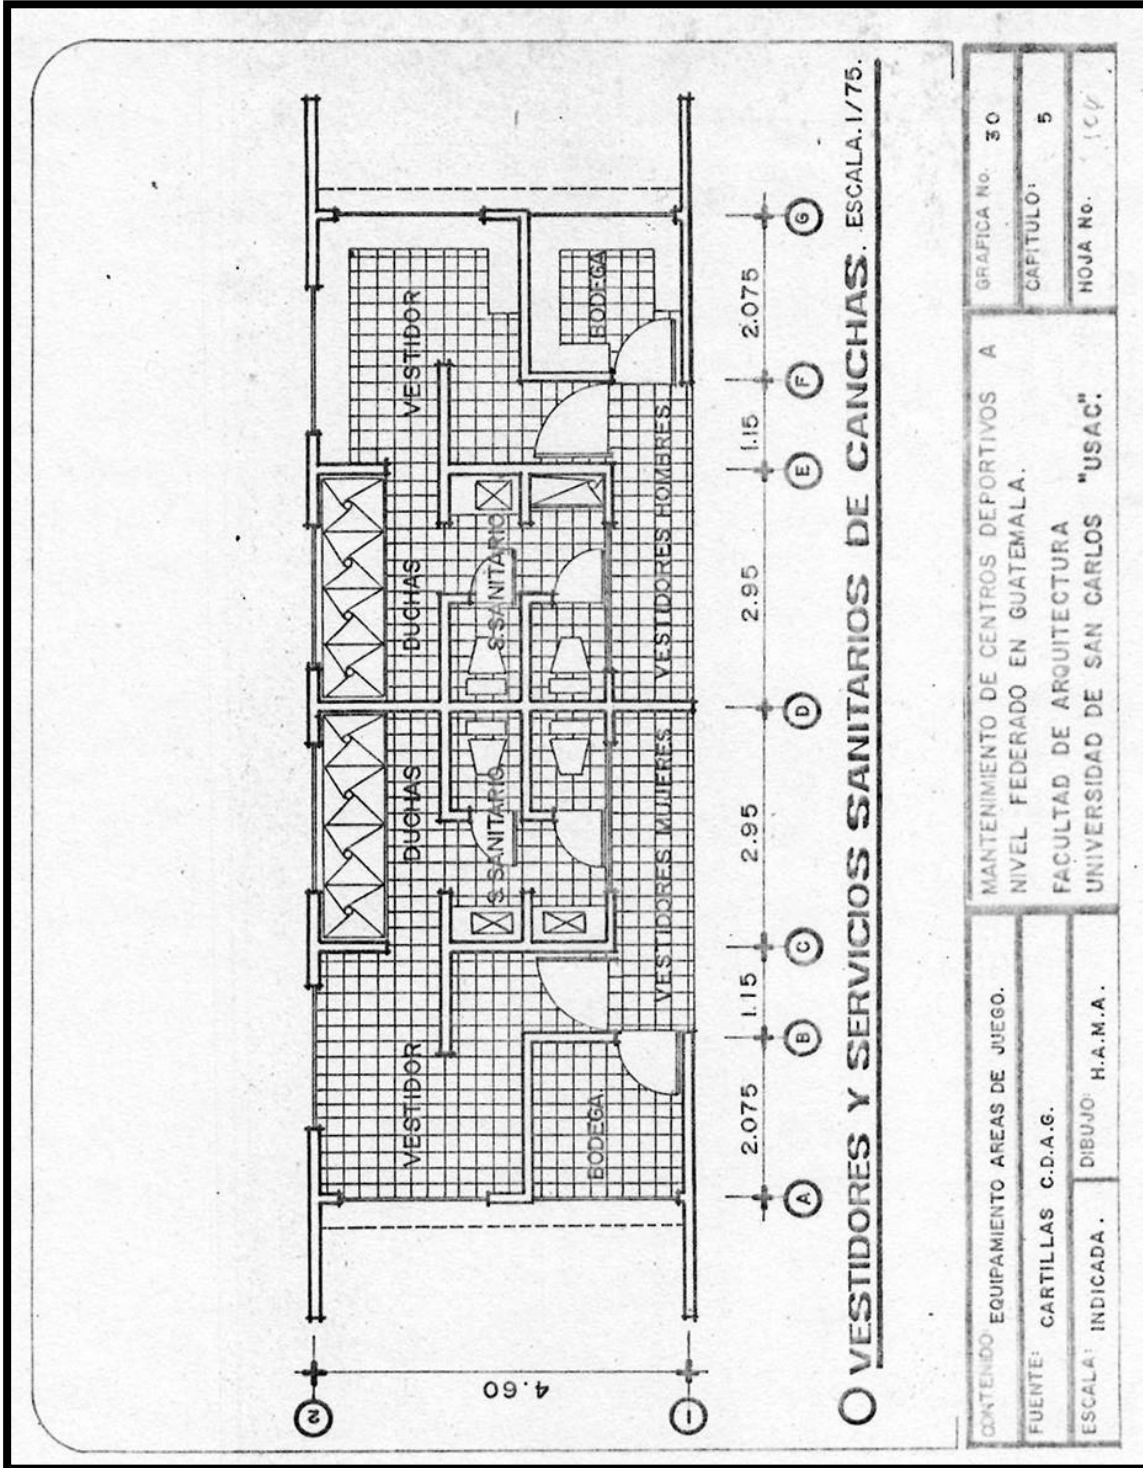 2
1
4.60
VESTIDOR
DUCHAS
DUCHAS
VESTIDOR
S.SANITARIO
S.SANITARIO
BODEGA.
BODEGA
VESTIDORES MUJERES
VESTIDORES HOMBRES
2.075
1.15
2.95
2.95
1.15
2.075
A
B
C
D
E
F
G
VESTIDORES Y SERVICIOS SANITARIOS DE CANCHAS. ESCALA.1/75.
CONTENIDO: EQUIPAMIENTO AREAS DE JUEGO.
FUENTE: CARTILLAS C.D.A.G.
ESCALA: INDICADA.
DIBUJO: H.A.M.A.
MANTENIMIENTO DE CENTROS DEPORTIVOS A
NIVEL FEDERADO EN GUATEMALA.
FACULTAD DE ARQUITECTURA
UNIVERSIDAD DE SAN CARLOS "USAC".
GRAFICA No. 30
CAPITULO: 5
HOJA No.